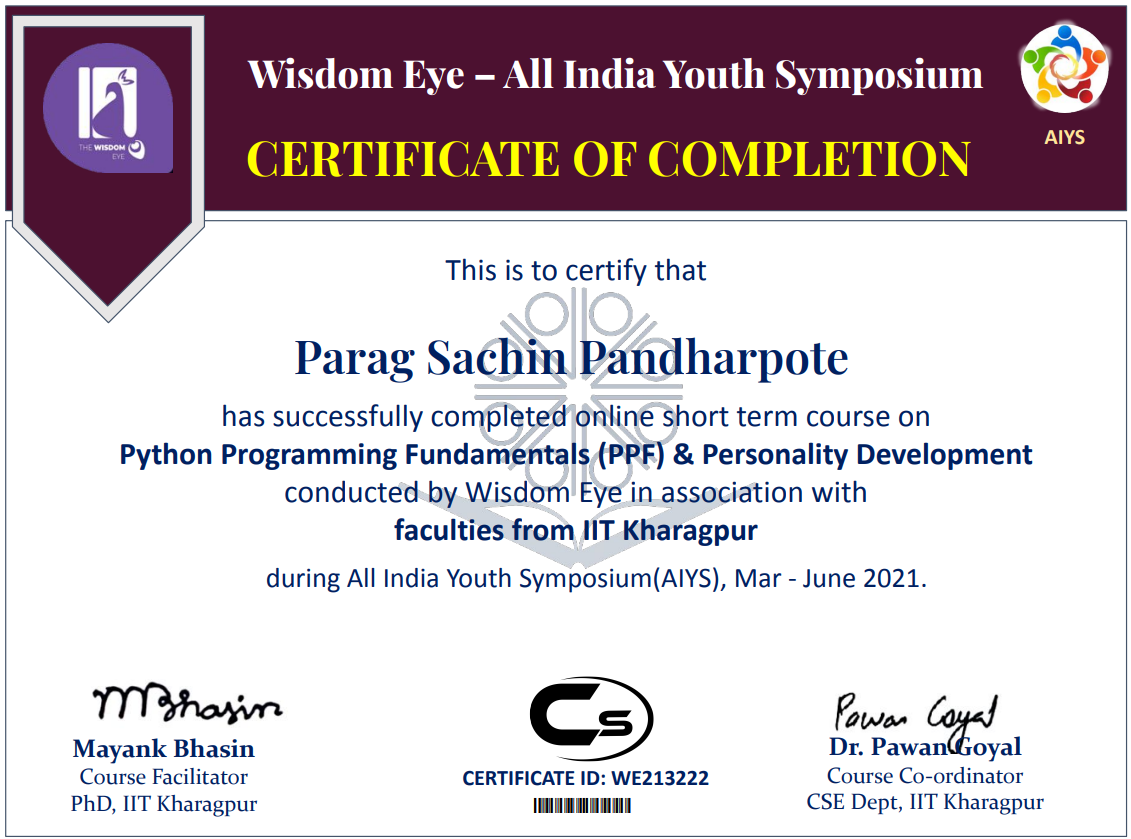 Wisdom Eye – All India Youth Symposium
CERTIFICATE OF COMPLETION
THE WISDOM
EYE
AIYS
This is to certify that
Parag Sachin Pandharpote
has successfully completed online short term course on
Python Programming Fundamentals (PPF) & Personality Development
conducted by Wisdom Eye in association with
faculties from IIT Kharagpur
during All India Youth Symposium(AIYS), Mar - June 2021.
MBhasin
Mayank Bhasin
Course Facilitator
PhD, IIT Kharagpur
Cs
CERTIFICATE ID: WE213222
Pawan Goyal
Dr. Pawan Goyal
Course Co-ordinator
CSE Dept, IIT Kharagpur